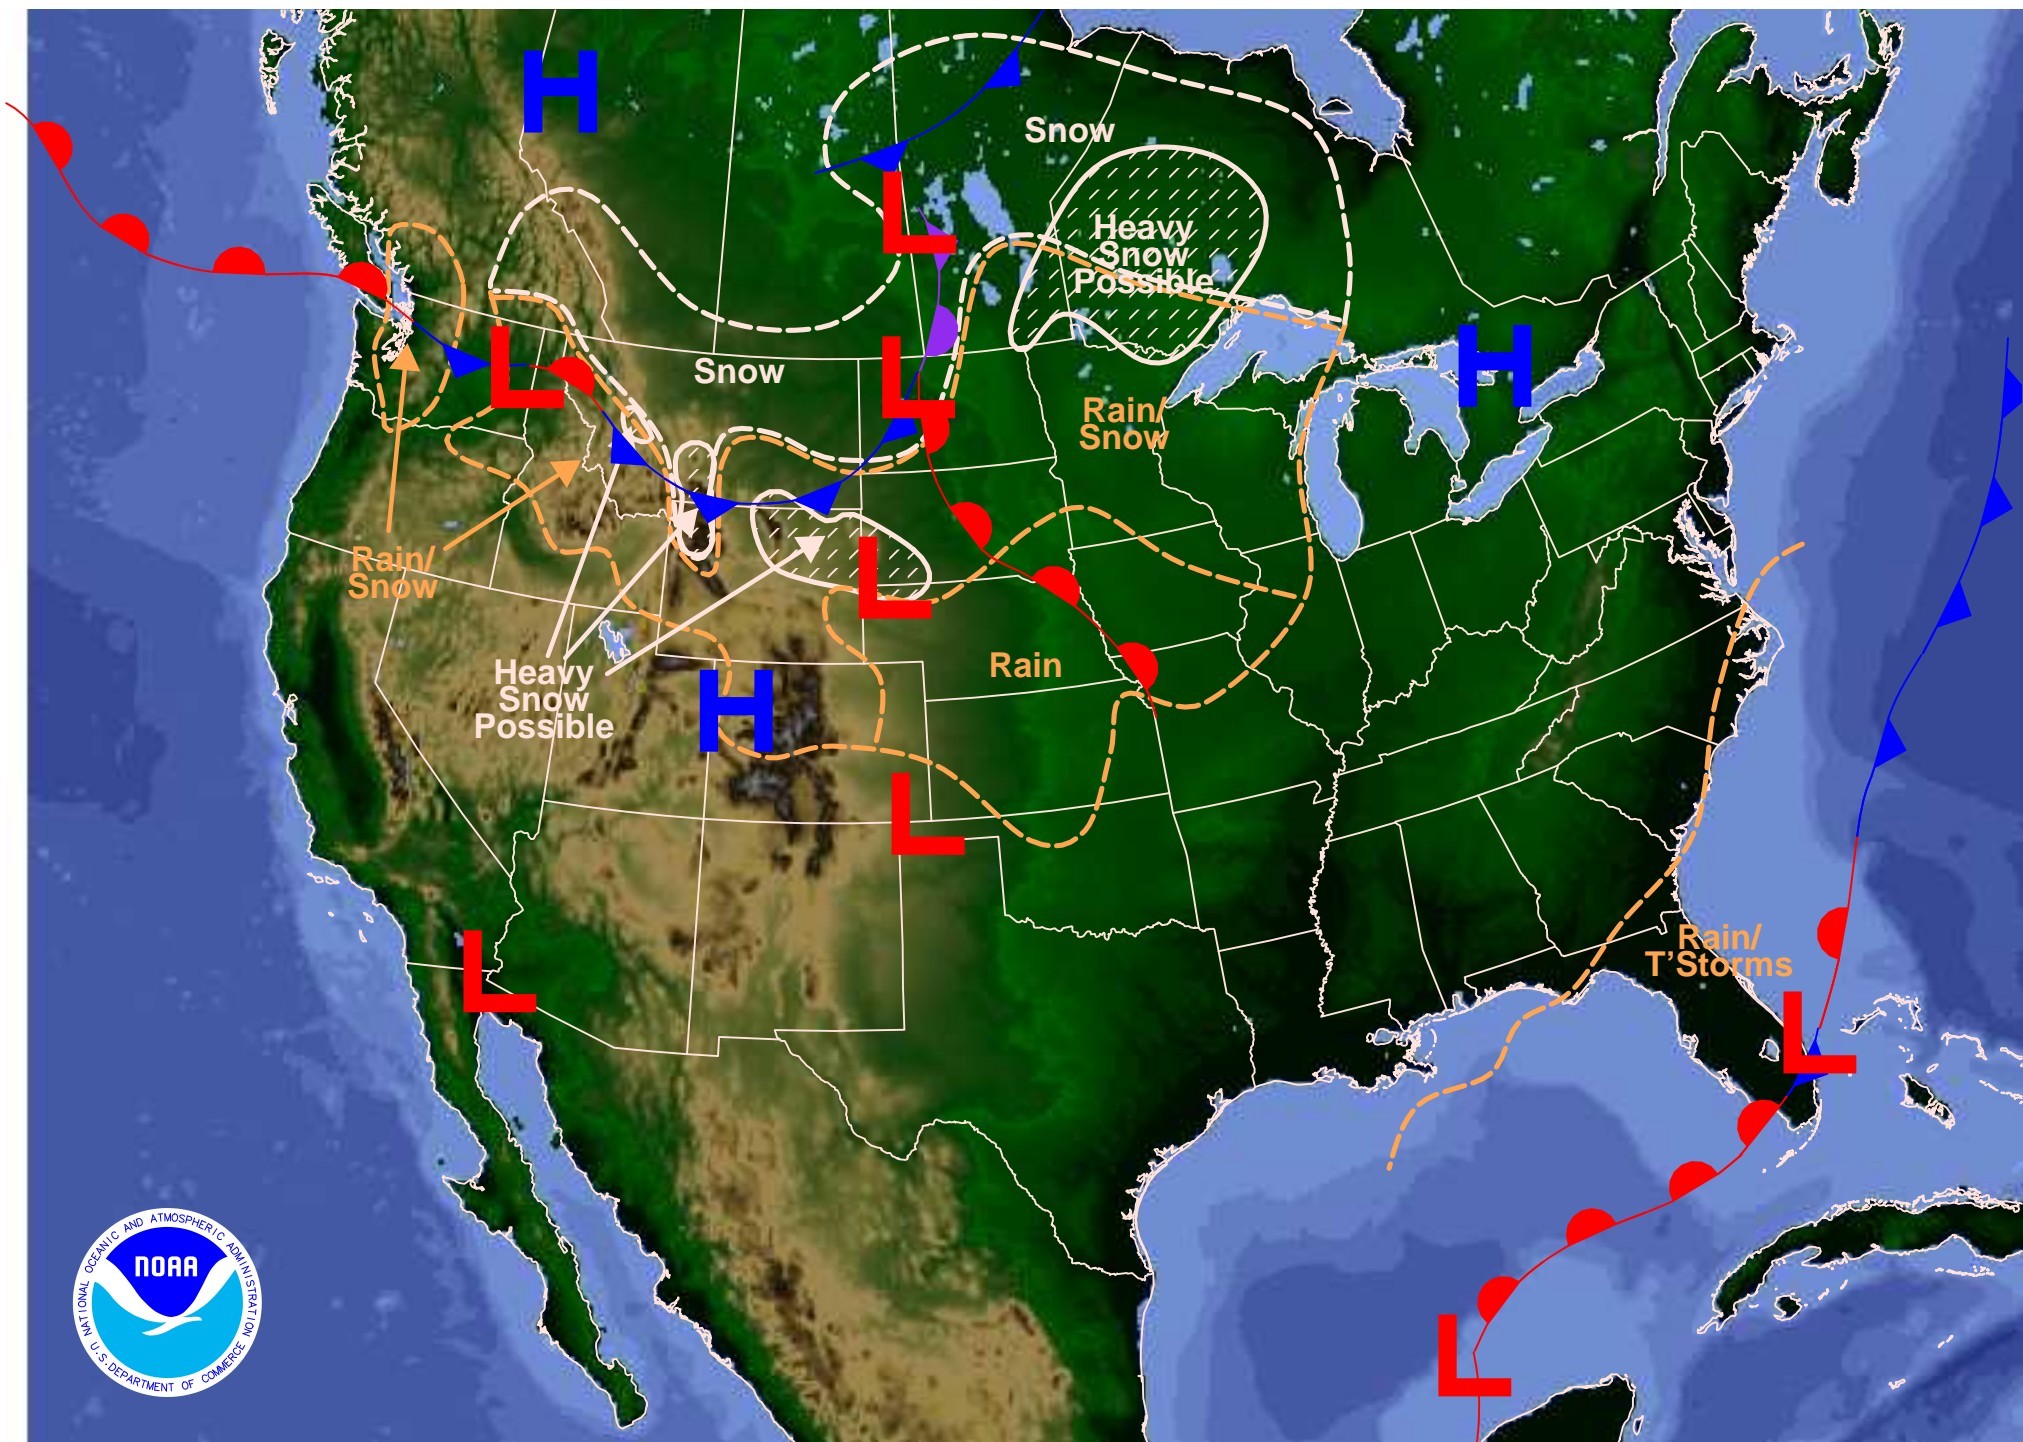 H
Snow
L
Heavy
Snow
Possible
L
L
H
Snow
Rain/
Snow
Rain/
Snow
L
Rain
Heavy
Snow
Possible
H
L
L
Rain/
T'Storms
L
L
NOAA
NATIONAL OCEANIC AND ATMOSPHERIC ADMINISTRATION
U.S. DEPARTMENT OF COMMERCE